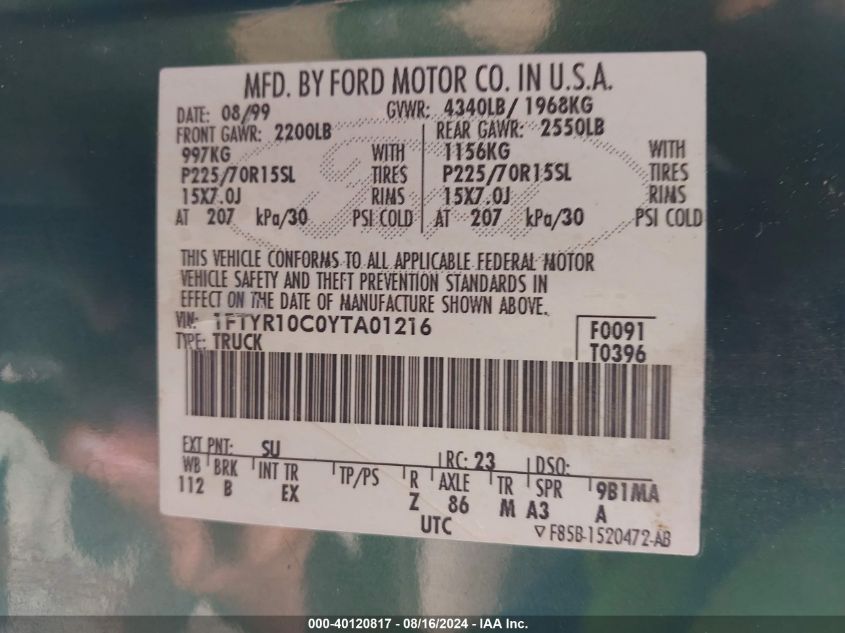 MFD. BY FORD MOTOR CO. IN U.S.A.
DATE: 08/99 GVWR: 4340LB/ 1968KG
FRONT GAWR: 2200LB REAR GAWR: 2550LB
997KG WITH 1156KG WITH
P225/70R15SL TIRES P225/70R15SL TIRES
15X7.0J RIMS 15X7.0J RIMS
AT 207 kPa/30 PSI COLD AT 207 kPa/30 PSI COLD
THIS VEHICLE CONFORMS TO ALL APPLICABLE FEDERAL MOTOR
VEHICLE SAFETY AND THEFT PREVENTION STANDARDS IN
EFFECT ON THE DATE OF MANUFACTURE SHOWN ABOVE.
VIN: 1FTYR10C0YTA01216 F0091
TYPE: TRUCK T0396
EXT PNT: SU RC: 23 DSO:
WB BRK INT TR TP/PS R AXLE TR SPR 9B1MA
112 B EX Z 86 M A3 A
UTC ▽F85B-1520472-AB
000-40120817 - 08/16/2024 - IAA Inc.